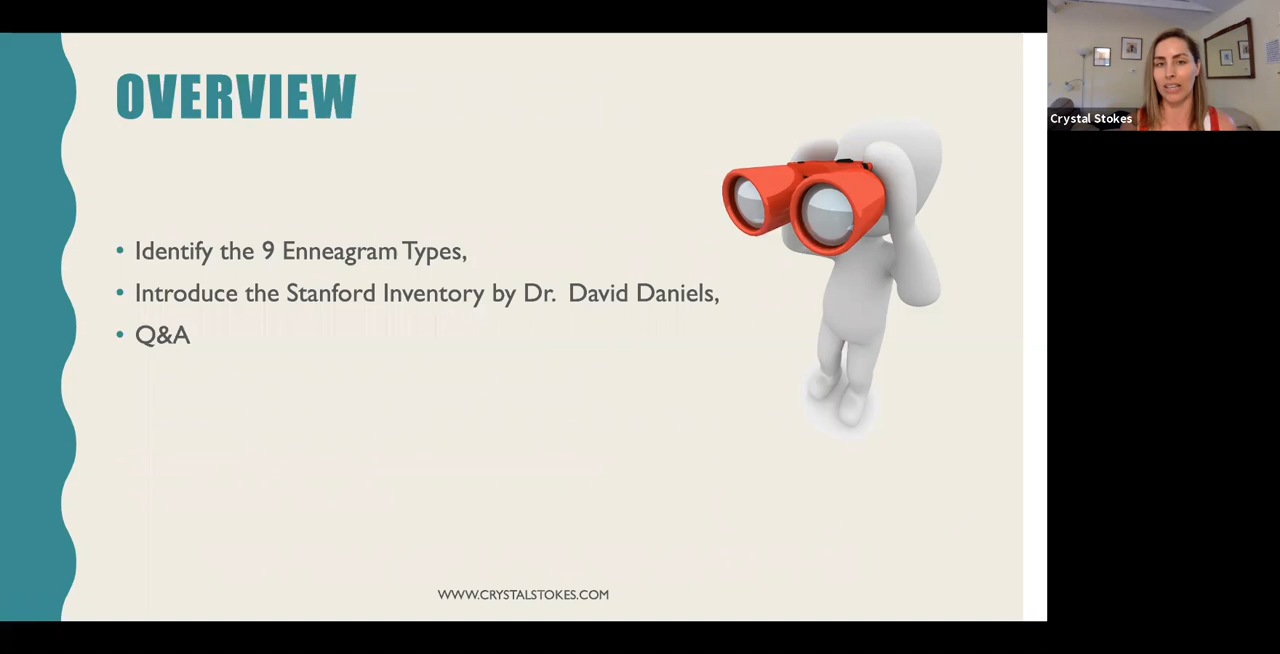 OVERVIEW
Identify the 9 Enneagram Types,
Introduce the Stanford Inventory by Dr.  David Daniels,
Q&A
WWW.CRYSTALSTOKES.COM
Crystal Stokes